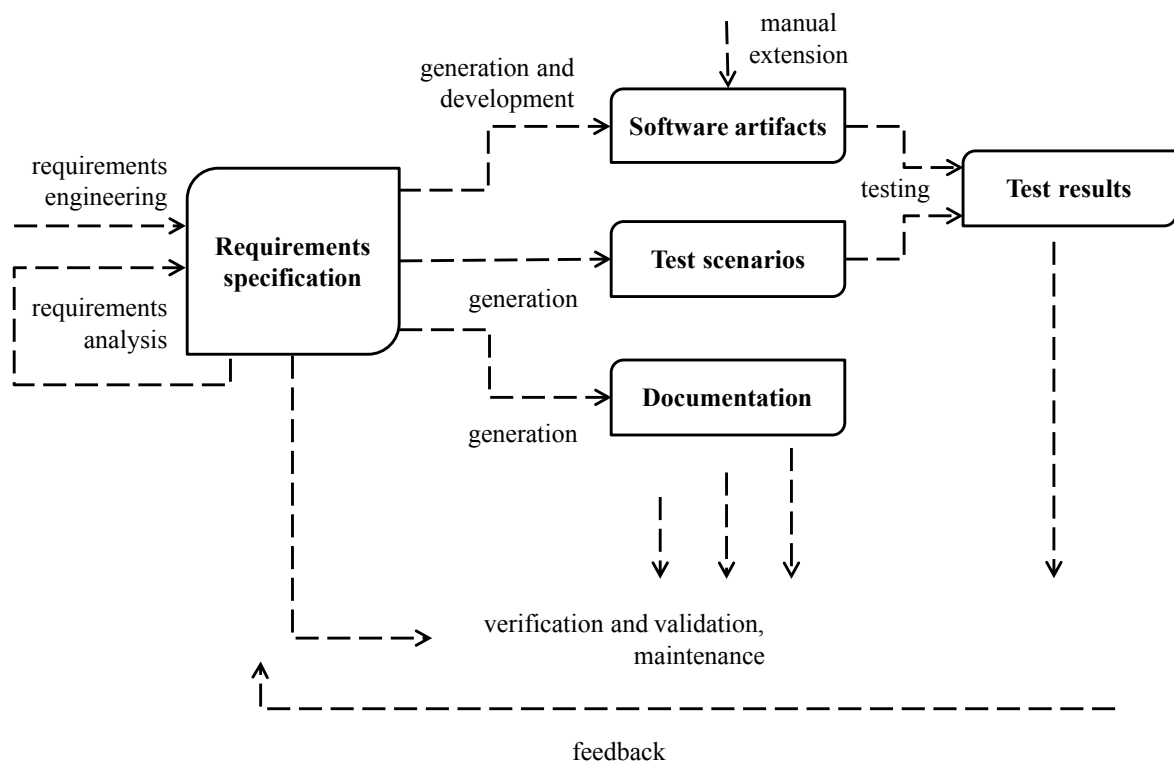 manual
extension
generation and
development
Software artifacts
requirements
engineering
testing
Test results
Requirements
specification
Test scenarios
generation
requirements
analysis
Documentation
generation
verification and validation,
maintenance
feedback